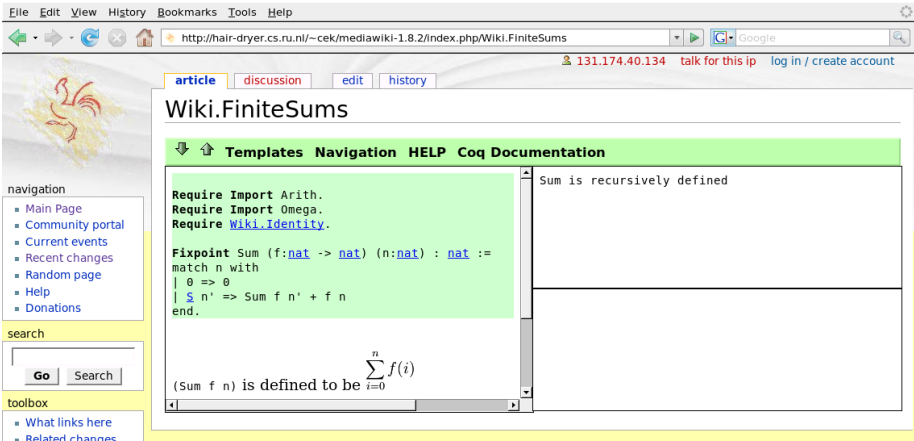 File Edit View History Bookmarks Tools Help
http://hair-dryer.cs.ru.nl/~cek/mediawiki-1.8.2/index.php/Wiki.FiniteSums
G Google
131.174.40.134 talk for this ip log in / create account
article discussion edit history
Wiki.FiniteSums
Templates Navigation HELP Coq Documentation
navigation
Main Page
Community portal
Current events
Recent changes
Random page
Help
Donations
search
Go Search
toolbox
What links here
Related changes
Require Import Arith.
Require Import Omega.
Require Wiki.Identity.
Fixpoint Sum (f:nat -> nat) (n:nat) : nat :=
match n with
| 0 => 0
| S n' => Sum f n' + f n
end.
(Sum f n) is defined to be ∑_{i=0}^{n} f(i)
Sum is recursively defined